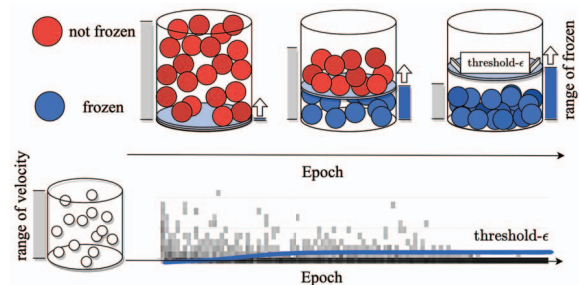 not frozen
frozen
threshold-ϵ
range of frozen
Epoch
range of velocity
threshold-ϵ
Epoch